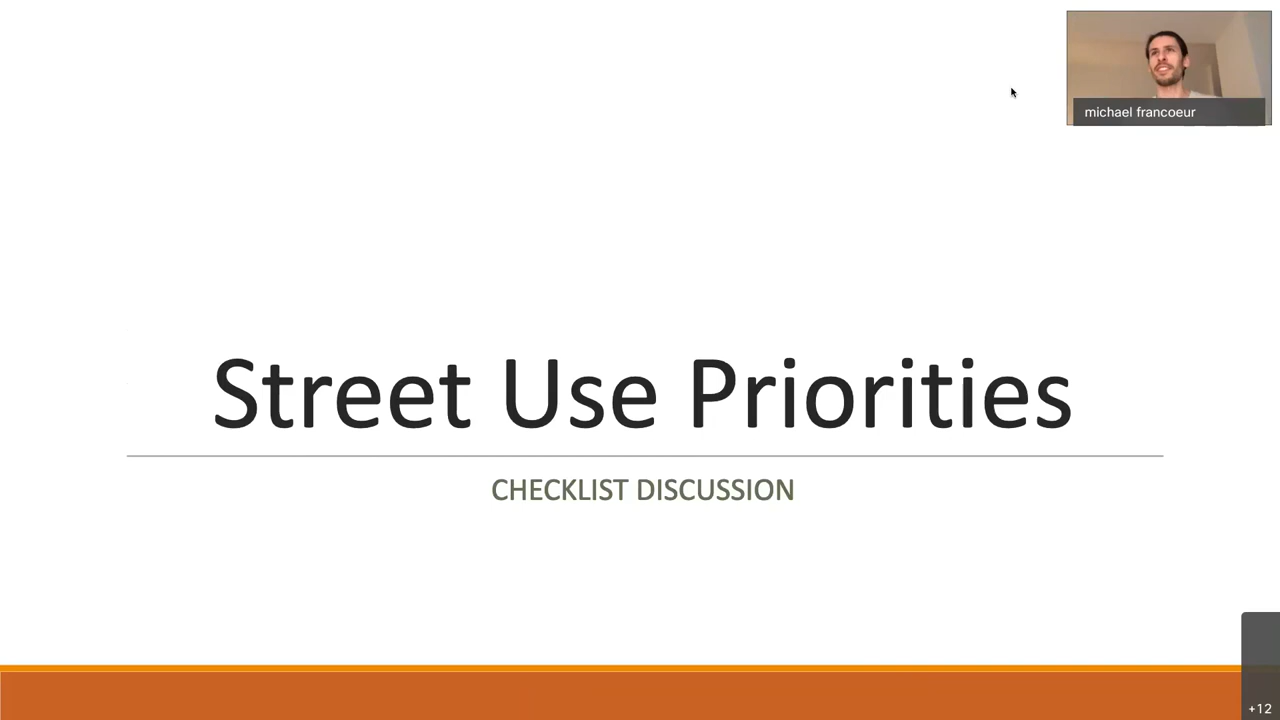 michael francoeur
Street Use Priorities
CHECKLIST DISCUSSION
+12